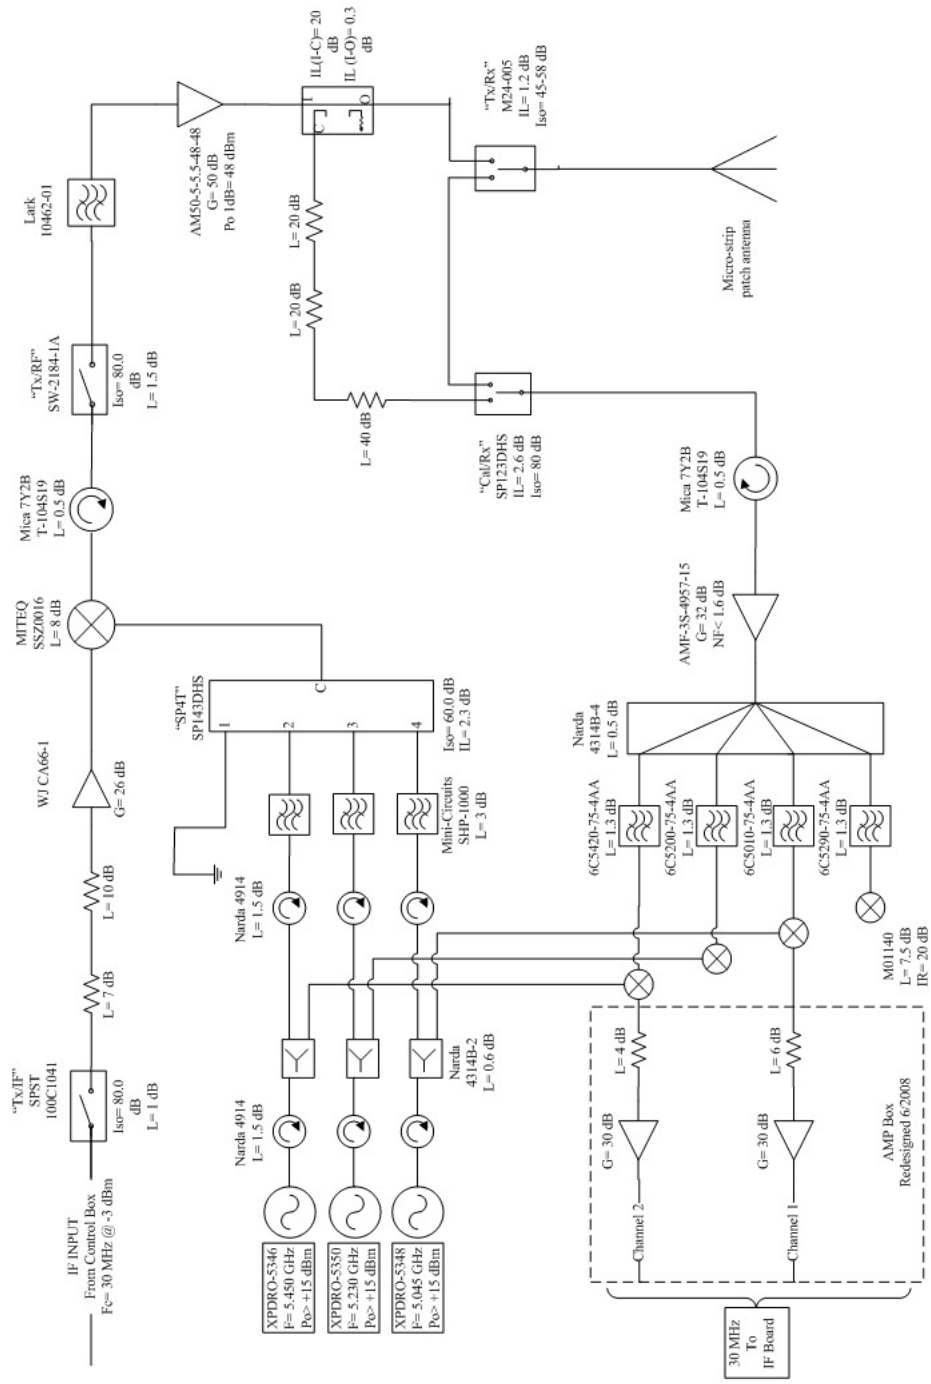 IF INPUT
From Control Box
Fc= 30 MHz @ -3 dBm
“Tx/IF”
SPST
100C1041
Iso= 80.0
dB
L= 1 dB
L= 7 dB
L= 10 dB
WJ CA66-1
G= 26 dB
MITEQ
SSZ0016
L= 8 dB
Mica 7Y2B
T-104S19
L= 0.5 dB
“Tx/RF”
SW-2184-1A
Iso= 80.0
dB
L= 1.5 dB
Lark
10462-01
AM50-5-5.5-48-48
G= 50 dB
Po 1dB= 48 dBm
I
C
O
IL(I-C)= 20
dB
IL (I-O)= 0.3
dB
L= 20 dB
L= 20 dB
L= 40 dB
“Tx/Rx”
M24-005
IL= 1.2 dB
Iso= 45-58 dB
“Cal/Rx”
SP123DHS
IL= 2.6 dB
Iso= 80 dB
Micro-strip
patch antenna
“SP4T”
SP143DHS
C
1
2
3
4
Iso= 60.0 dB
IL= 2.3 dB
Mini-Circuits
SHP-1000
L= 3 dB
Narda 4914
L= 1.5 dB
Narda
4314B-2
L= 0.6 dB
Narda 4914
L= 1.5 dB
XPDRO-5346
F= 5.450 GHz
Po> +15 dBm
XPDRO-5350
F= 5.230 GHz
Po> +15 dBm
XPDRO-5348
F= 5.045 GHz
Po> +15 dBm
Mica 7Y2B
T-104S19
L= 0.5 dB
AMF-3S-4957-15
G= 32 dB
NF< 1.6 dB
Narda
4314B-4
L= 0.5 dB
6C5420-75-4AA
L= 1.3 dB
6C5200-75-4AA
L= 1.3 dB
6C5010-75-4AA
L= 1.3 dB
6C5290-75-4AA
L= 1.3 dB
M01140
L= 7.5 dB
IR= 20 dB
L= 4 dB
L= 6 dB
G= 30 dB
G= 30 dB
Channel 2
Channel 1
AMP Box
Redesigned 6/2008
30 MHz
To
IF Board